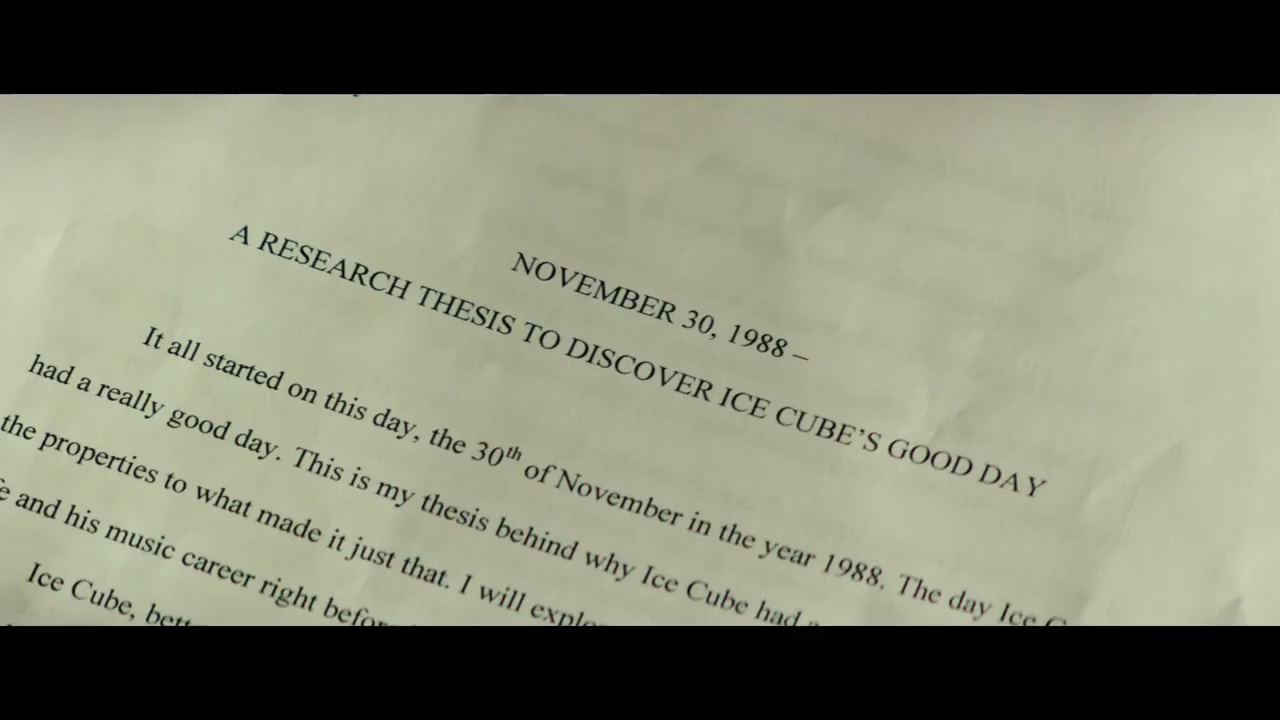 NOVEMBER 30, 1988 –
A RESEARCH THESIS TO DISCOVER ICE CUBE'S GOOD DAY
It all started on this day, the 30th of November in the year 1988. The day Ice
had a really good day. This is my thesis behind why Ice Cube had a
the properties to what made it just that. I will
and his music career right
Ice Cube,